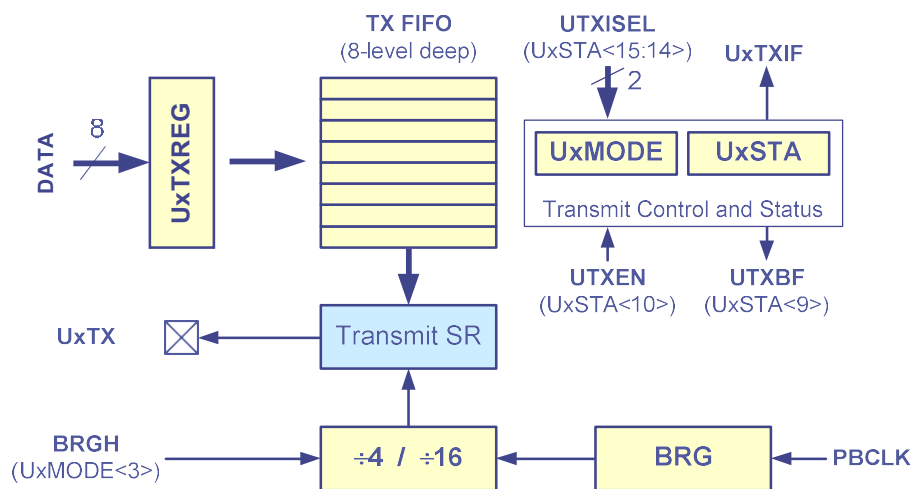 TX FIFO
(8-level deep)
UTXISEL
(UxSTA<15:14>)
UxTXIF
2
8
DATA
UxTXREG
UxMODE
UxSTA
Transmit Control and Status
UTXEN
(UxSTA<10>)
UTXBF
(UxSTA<9>)
UxTX
Transmit SR
BRGH
(UxMODE<3>)
÷4 / ÷16
BRG
PBCLK